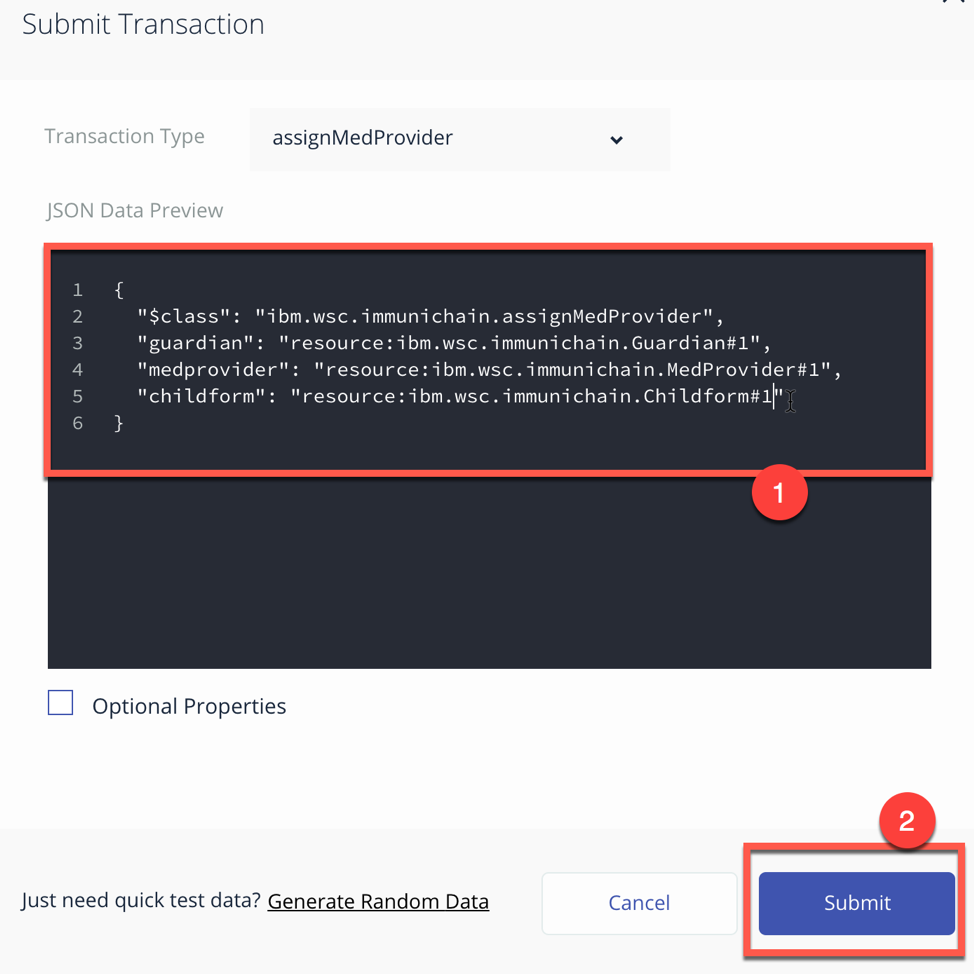 Submit Transaction
Transaction Type
assignMedProvider
JSON Data Preview
1 {
2 "$class": "ibm.wsc.immunichain.assignMedProvider",
3 "guardian": "resource:ibm.wsc.immunichain.Guardian#1",
4 "medprovider": "resource:ibm.wsc.immunichain.MedProvider#1",
5 "childform": "resource:ibm.wsc.immunichain.Childform#1"
6 }
1
Optional Properties
2
Just need quick test data? Generate Random Data
Cancel
Submit